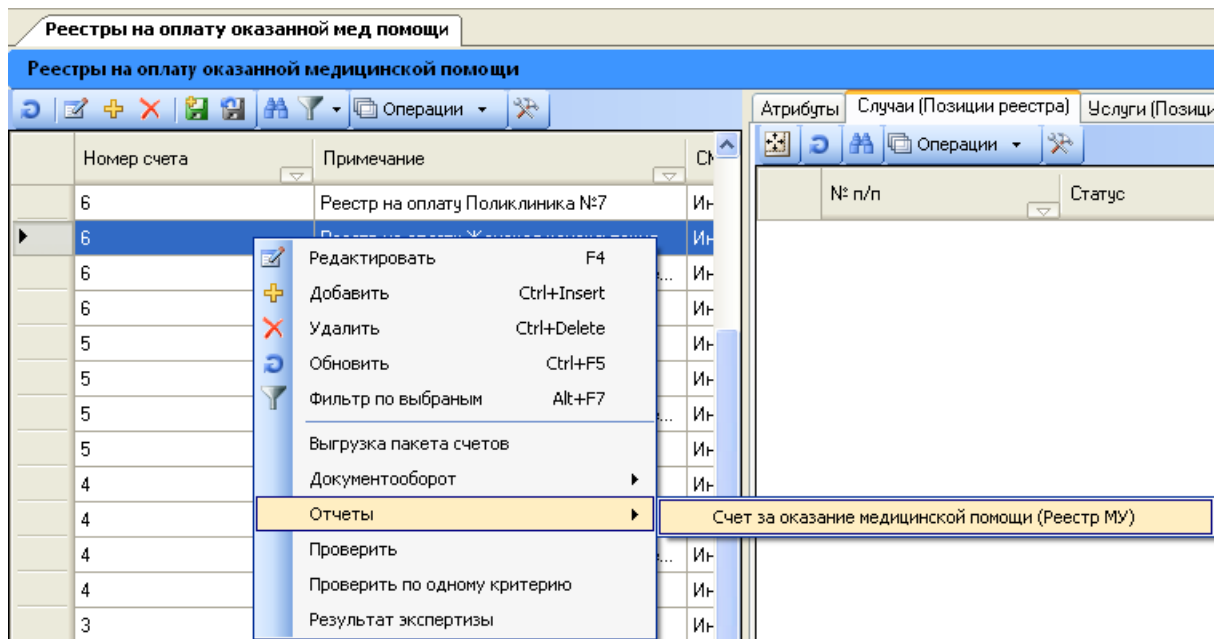 Реестры на оплату оказанной мед помощи
Реестры на оплату оказанной медицинской помощи
Операции
Атрибуты Случаи (Позиции реестра) Услуги (Позици
Операции
Номер счета Примечание
№ п/п Статус
6 Реестр на оплату Поликлиника №7 Ин
6 Ин
Редактировать F4
6 Ин
Добавить Ctrl+Insert
6 Ин
Удалить Ctrl+Delete
5 Ин
Обновить Ctrl+F5
5 Ин
Фильтр по выбраным Alt+F7
5 Ин
Выгрузка пакета счетов
5 Ин
Документооборот
4 Ин
Отчеты
Счет за оказание медицинской помощи (Реестр МУ)
4
Проверить
4 Ин
Проверить по одному критерию
4 Ин
Результат экспертизы
3 Ин